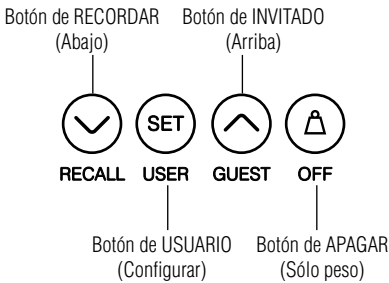 Botón de RECORDAR Botón de INVITADO
(Abajo) (Arriba)
SET
RECALL USER GUEST OFF
Botón de USUARIO Botón de APAGAR
(Configurar) (Sólo peso)